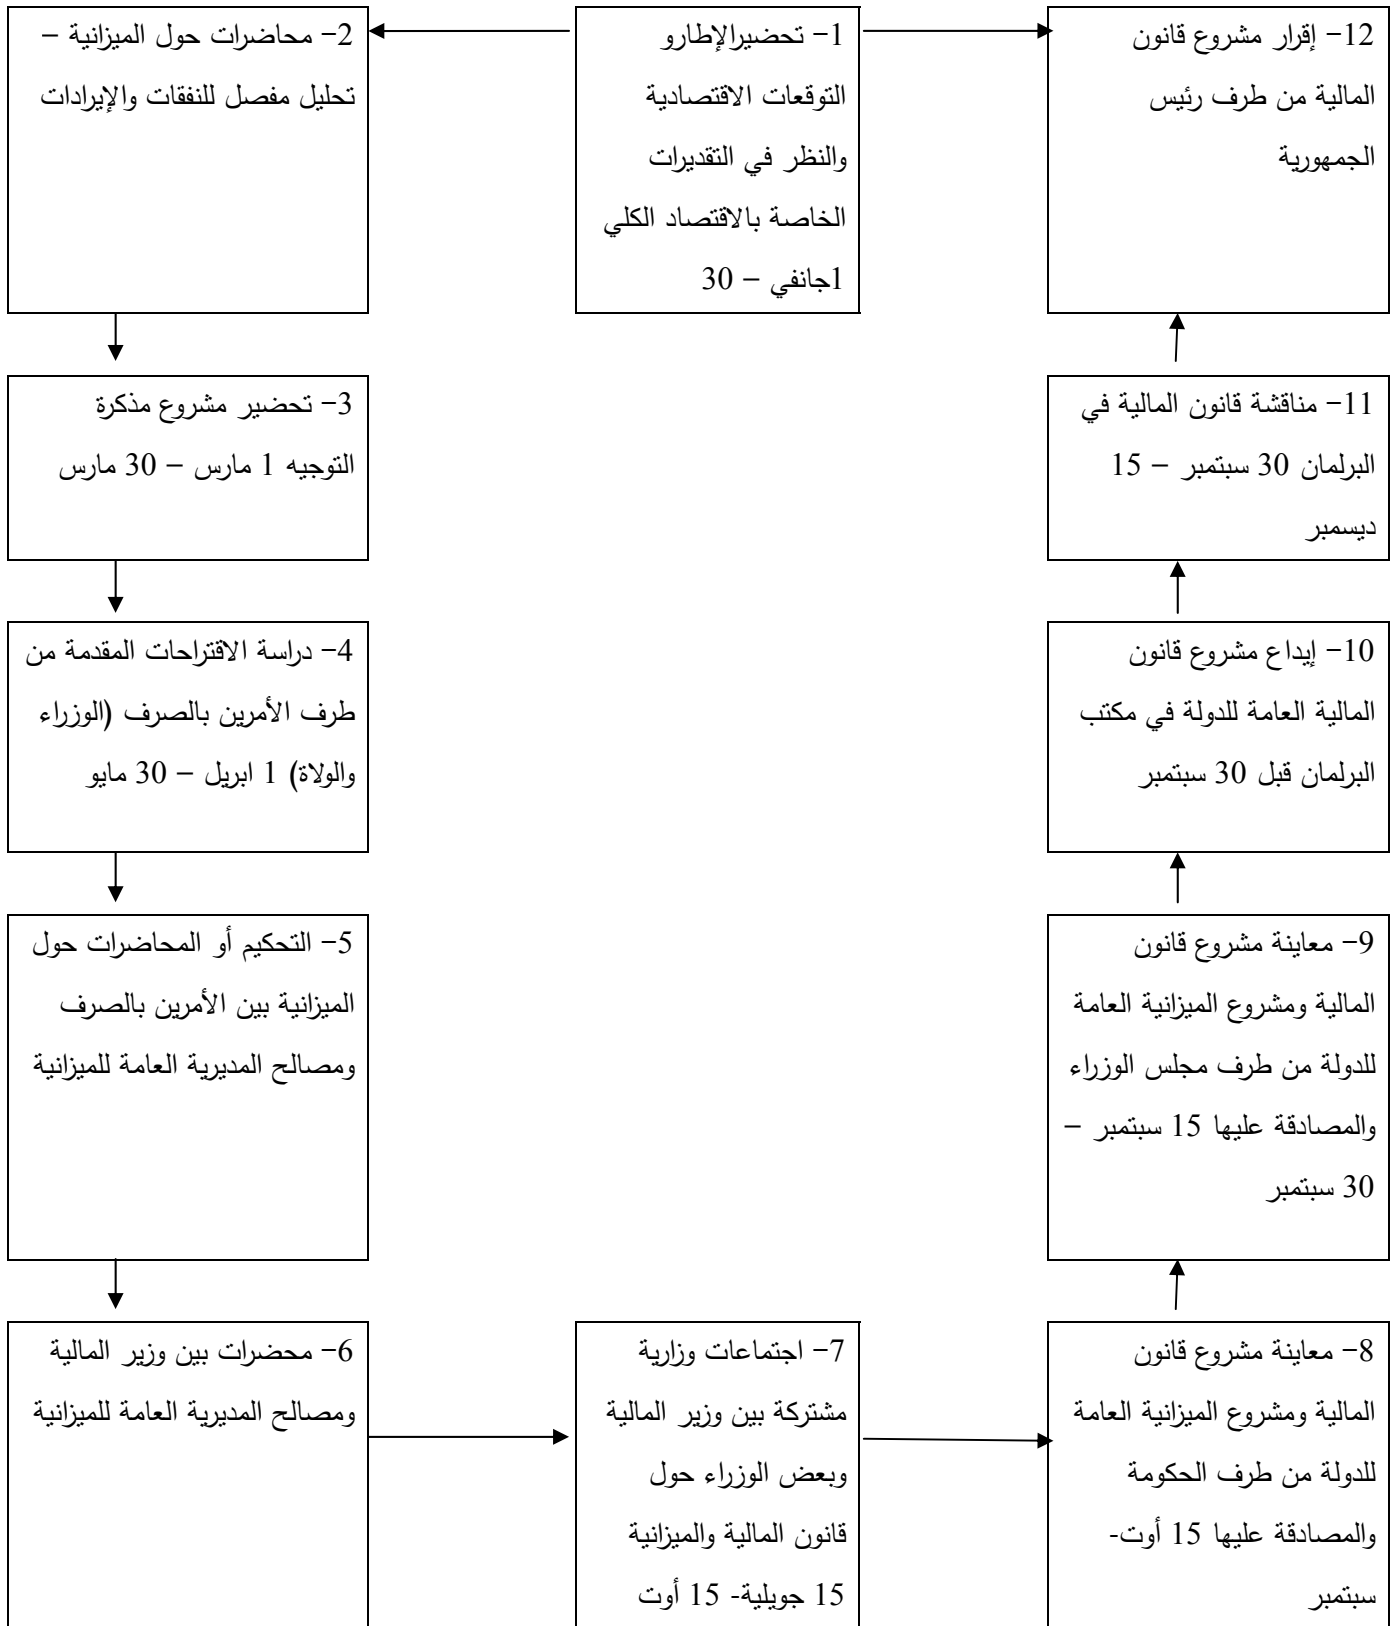 1- تحضيرالإطارو
التوقعات الاقتصادية
والنظر في التقديرات
الخاصة بالاقتصاد الكلي
1جانفي – 30
2- محاضرات حول الميزانية –
تحليل مفصل للنفقات والإيرادات
3- تحضير مشروع مذكرة
التوجيه 1 مارس – 30 مارس
4- دراسة الاقتراحات المقدمة من
طرف الأمرين بالصرف (الوزراء
والولاة) 1 ابريل – 30 مايو
5- التحكيم أو المحاضرات حول
الميزانية بين الأمرين بالصرف
ومصالح المديرية العامة للميزانية
6- محضرات بين وزير المالية
ومصالح المديرية العامة للميزانية
7- اجتماعات وزارية
مشتركة بين وزير المالية
وبعض الوزراء حول
قانون المالية والميزانية
15 جويلية- 15 أوت
8- معاينة مشروع قانون
المالية ومشروع الميزانية العامة
للدولة من طرف الحكومة
والمصادقة عليها 15 أوت-
سبتمبر
9- معاينة مشروع قانون
المالية ومشروع الميزانية العامة
للدولة من طرف مجلس الوزراء
والمصادقة عليها 15 سبتمبر –
30 سبتمبر
10- إيداع مشروع قانون
المالية العامة للدولة في مكتب
البرلمان قبل 30 سبتمبر
11- مناقشة قانون المالية في
البرلمان 30 سبتمبر – 15
ديسمبر
12- إقرار مشروع قانون
المالية من طرف رئيس
الجمهورية